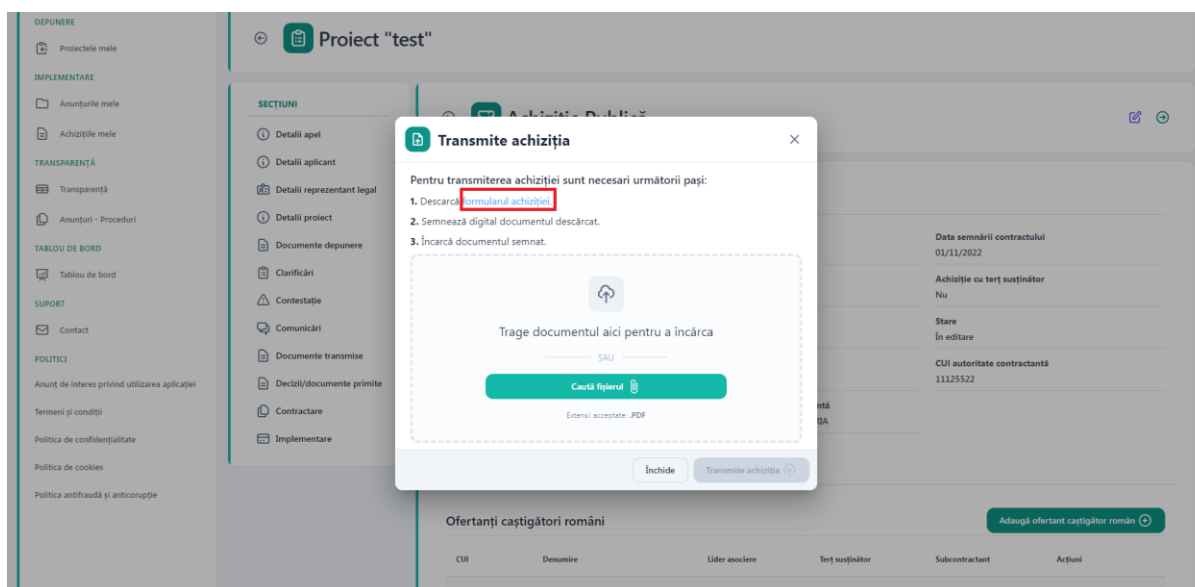 DEPUNERE
Proiectele mele
IMPLEMENTARE
Anunțurile mele
Achizițiile mele
TRANSPARENȚĂ
Transparență
Anunțuri - Proceduri
TABLOU DE BORD
Tablou de bord
SUPORT
Contact
POLITICI
Anunț de interes privind utilizarea aplicației
Termeni și condiții
Politica de confidențialitate
Politica de cookies
Politica antifraudă și anticorupție
Proiect "test"
SECȚIUNI
Detalii apel
Detalii aplicant
Detalii reprezentant legal
Detalii proiect
Documente depunere
Clarificări
Contestație
Comunicări
Documente transmise
Decizii/documente primite
Contractare
Implementare
Achiziție Publică
Transmite achiziția
Pentru transmiterea achiziției sunt necesari următorii pași:
1. Descarcă formularul achiziției.
2. Semnează digital documentul descărcat.
3. Încarcă documentul semnat.
Trage documentul aici pentru a încărca
SAU
Caută fișierul
Extensii acceptate: .PDF
Închide
Transmite achiziția
Data semnării contractului
01/11/2022
Achiziție cu terț susținător
Nu
Stare
În editare
CUI autoritate contractantă
11125522
Ofertanți caștigători români
Adaugă ofertant caștigător român
CUI Denumire Lider asociere Terț susținător Subcontractant Acțiuni